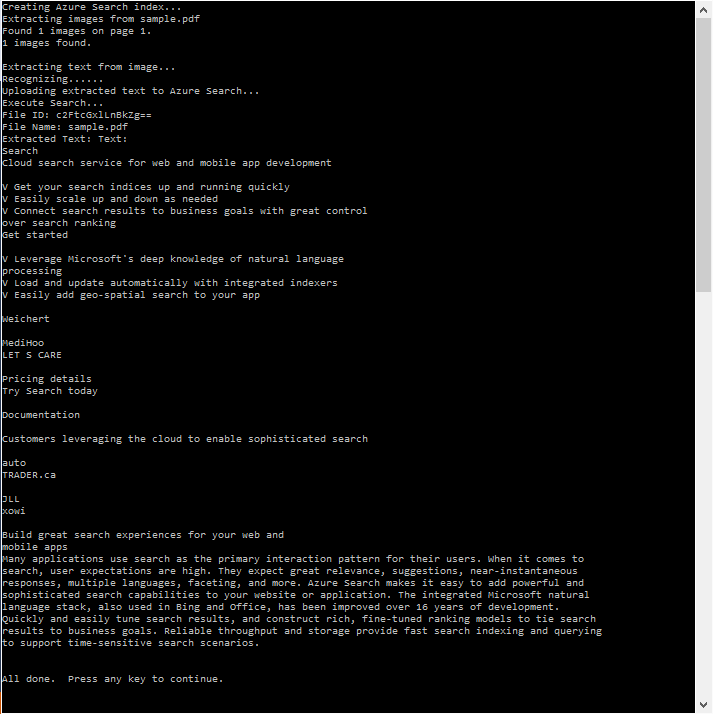 Creating Azure Search index...
Extracting images from sample.pdf
Found 1 images on page 1.
1 images found.
Extracting text from image...
Recognizing......
Uploading extracted text to Azure Search...
Execute Search...
File ID: c2FtcGxlLnBkZg==
File Name: sample.pdf
Extracted Text: Text:
Search
Cloud search service for web and mobile app development
V Get your search indices up and running quickly
V Easily scale up and down as needed
V Connect search results to business goals with great control
over search ranking
Get started
V Leverage Microsoft's deep knowledge of natural language
processing
V Load and update automatically with integrated indexers
V Easily add geo-spatial search to your app
Weichert
MediHoo
LET S CARE
Pricing details
Try Search today
Documentation
Customers leveraging the cloud to enable sophisticated search
auto
TRADER.ca
JLL
xowi
Build great search experiences for your web and
mobile apps
Many applications use search as the primary interaction pattern for their users. When it comes to
search, user expectations are high. They expect great relevance, suggestions, near-instantaneous
responses, multiple languages, faceting, and more. Azure Search makes it easy to add powerful and
sophisticated search capabilities to your website or application. The integrated Microsoft natural
language stack, also used in Bing and Office, has been improved over 16 years of development.
Quickly and easily tune search results, and construct rich, fine-tuned ranking models to tie search
results to business goals. Reliable throughput and storage provide fast search indexing and querying
to support time-sensitive search scenarios.
All done.  Press any key to continue.